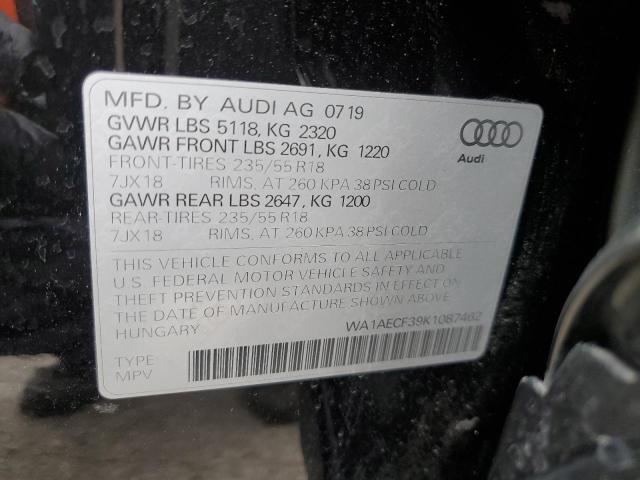 MFD. BY AUDI AG 07 19
GVWR LBS 5118, KG 2320
GAWR FRONT LBS 2691, KG 1220
FRONT-TIRES 235/55 R18
7JX18 RIMS, AT 260 KPA 38 PSI COLD
GAWR REAR LBS 2647, KG 1200
REAR-TIRES 235/55 R18
7JX18 RIMS, AT 260 KPA 38 PSI COLD
Audi
THIS VEHICLE CONFORMS TO ALL APPLICABLE
U.S. FEDERAL MOTOR VEHICLE SAFETY AND
THEFT PREVENTION STANDARDS IN EFFECT ON
THE DATE OF MANUFACTURE SHOWN ABOVE.
HUNGARY
WA1AECF39K1087462
TYPE
MPV